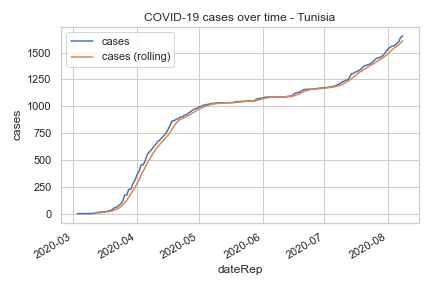 COVID-19 cases over time - Tunisia
cases
cases (rolling)
1500
1250
1000
750
500
250
0
cases
2020-03
2020-04
2020-05
2020-06
2020-07
2020-08
dateRep